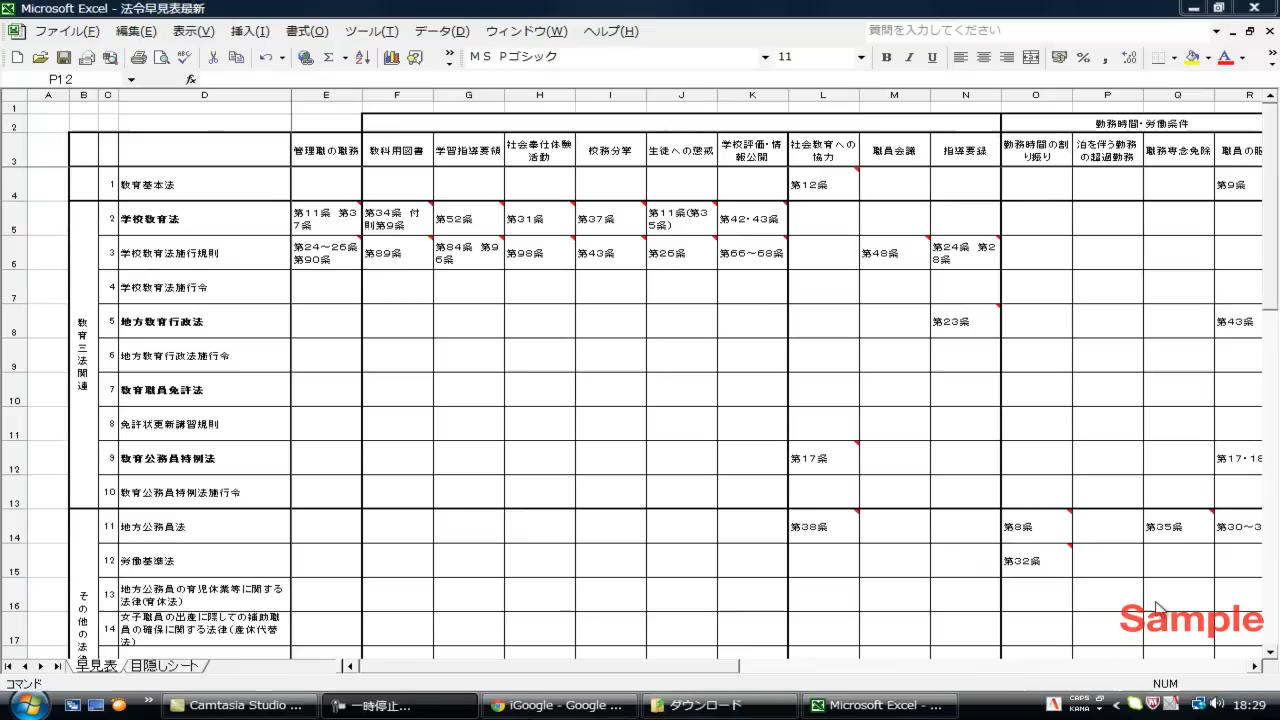 Microsoft Excel - 法令早見表最新
ファイル(F) 編集(E) 表示(V) 挿入(I) 書式(O) ツール(T) データ(D) ウィンドウ(W) ヘルプ(H) 質問を入力してください
ＭＳ Ｐゴシック 11
P12 fx
A B C D E F G H I J K L M N O P Q R
1
2 勤務時間・労働条件
3 管理職の職務 教科用図書 学習指導要領 社会奉仕体験活動 校務分掌 生徒への懲戒 学校評価・情報公開 社会教育への協力 職員会議 指導要録 勤務時間の割り振り 泊を伴う勤務の超過勤務 職務専念免除 職員の服
4 1 教育基本法 第12条 第9条
5 2 学校教育法 第11条 第37条 第34条 付則第9条 第52条 第31条 第37条 第11条(第35条) 第42・43条
6 3 学校教育法施行規則 第24～26条 第90条 第89条 第84条 第96条 第98条 第43条 第26条 第66～68条 第48条 第24条 第28条
7 4 学校教育法施行令
8 5 地方教育行政法 第23条 第43条
9 6 地方教育行政法施行令
10 7 教育職員免許法
11 8 免許状更新講習規則
12 9 教育公務員特例法 第17条 第17・18
13 10 教育公務員特例法施行令
教育三法関連
14 11 地方公務員法 第38条 第8条 第35条 第30～3
15 12 労働基準法 第32条
16 13 地方公務員の育児休業等に関する法律(育休法)
17 14 女子職員の出産に際しての補助職員の確保に関する法律(産休代替法)
その他の法律
Sample
早見表 目隠しシート
コマンド NUM
Camtasia Studio ... 一時停止... iGoogle - Google ... ダウンロード Microsoft Excel - ... A CAPS KANA 18:29